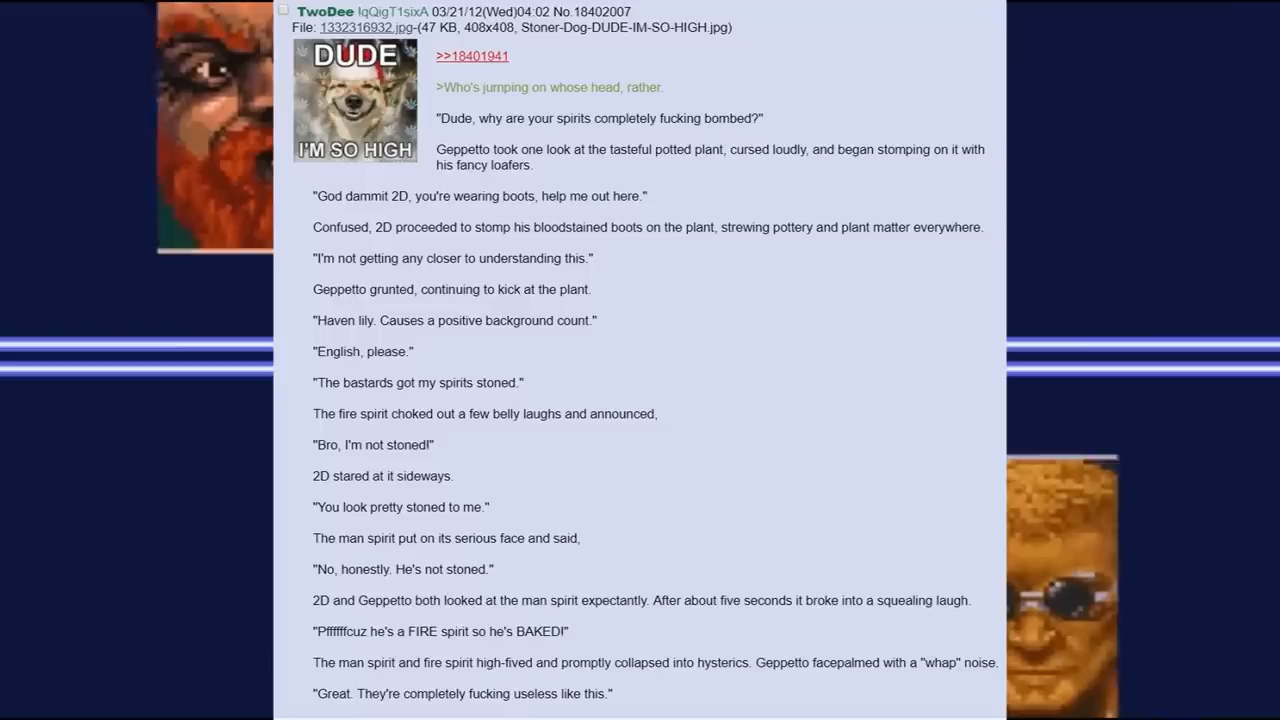 TwoDee !qQigT1sixA 03/21/12(Wed)04:02 No.18402007
File: 1332316932.jpg-(47 KB, 408x408, Stoner-Dog-DUDE-IM-SO-HIGH.jpg)
DUDE
I'M SO HIGH
>>18401941
>Who's jumping on whose head, rather.
"Dude, why are your spirits completely fucking bombed?"
Geppetto took one look at the tasteful potted plant, cursed loudly, and began stomping on it with
his fancy loafers.
"God dammit 2D, you're wearing boots, help me out here."
Confused, 2D proceeded to stomp his bloodstained boots on the plant, strewing pottery and plant matter everywhere.
"I'm not getting any closer to understanding this."
Geppetto grunted, continuing to kick at the plant.
"Haven lily. Causes a positive background count."
"English, please."
"The bastards got my spirits stoned."
The fire spirit choked out a few belly laughs and announced,
"Bro, I'm not stoned!"
2D stared at it sideways.
"You look pretty stoned to me."
The man spirit put on its serious face and said,
"No, honestly. He's not stoned."
2D and Geppetto both looked at the man spirit expectantly. After about five seconds it broke into a squealing laugh.
"Pffffffcuz he's a FIRE spirit so he's BAKED!"
The man spirit and fire spirit high-fived and promptly collapsed into hysterics. Geppetto facepalmed with a "whap" noise.
"Great. They're completely fucking useless like this."